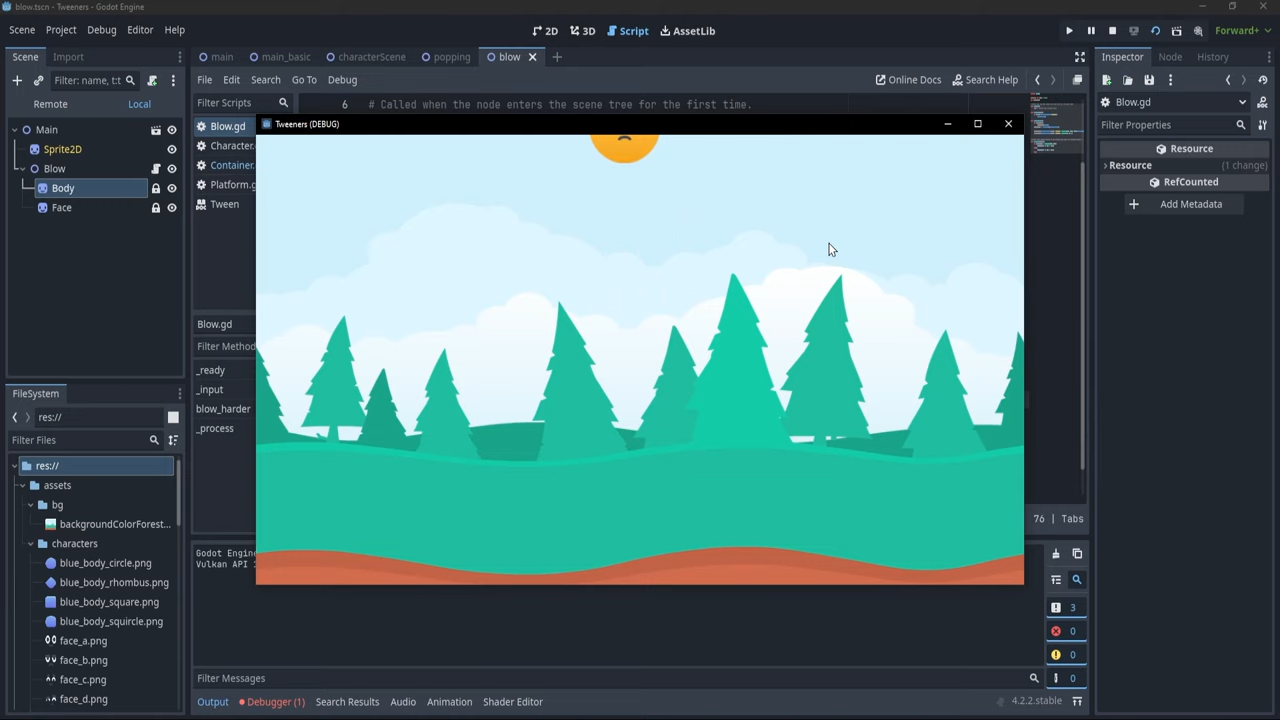 blow.tscn - Tweeners - Godot Engine
Scene Project Debug Editor Help
2D 3D Script AssetLib
Forward+
Scene Import
main main_basic characterScene popping blow
Inspector Node History
Filter: name, t:t
File Edit Search Go To Debug
Online Docs Search Help
Remote Local
Filter Scripts
6 # Called when the node enters the scene tree for the first time.
Blow.gd
Filter Properties
Main
Sprite2D
Blow
Body
Face
Blow.gd
Character.
Container.
Platform.g
Tween
Tweeners (DEBUG)
Resource
Resource (1 change)
RefCounted
Add Metadata
Blow.gd
Filter Method
_ready
_input
blow_harder
_process
FileSystem
res://
Filter Files
res://
assets
bg
backgroundColorForest...
characters
blue_body_circle.png
blue_body_rhombus.png
blue_body_square.png
blue_body_squircle.png
face_a.png
face_b.png
face_c.png
face_d.png
76 | Tabs
Godot Engine
Vulkan API
3
0
0
0
Filter Messages
Output Debugger (1) Search Results Audio Animation Shader Editor
4.2.2.stable